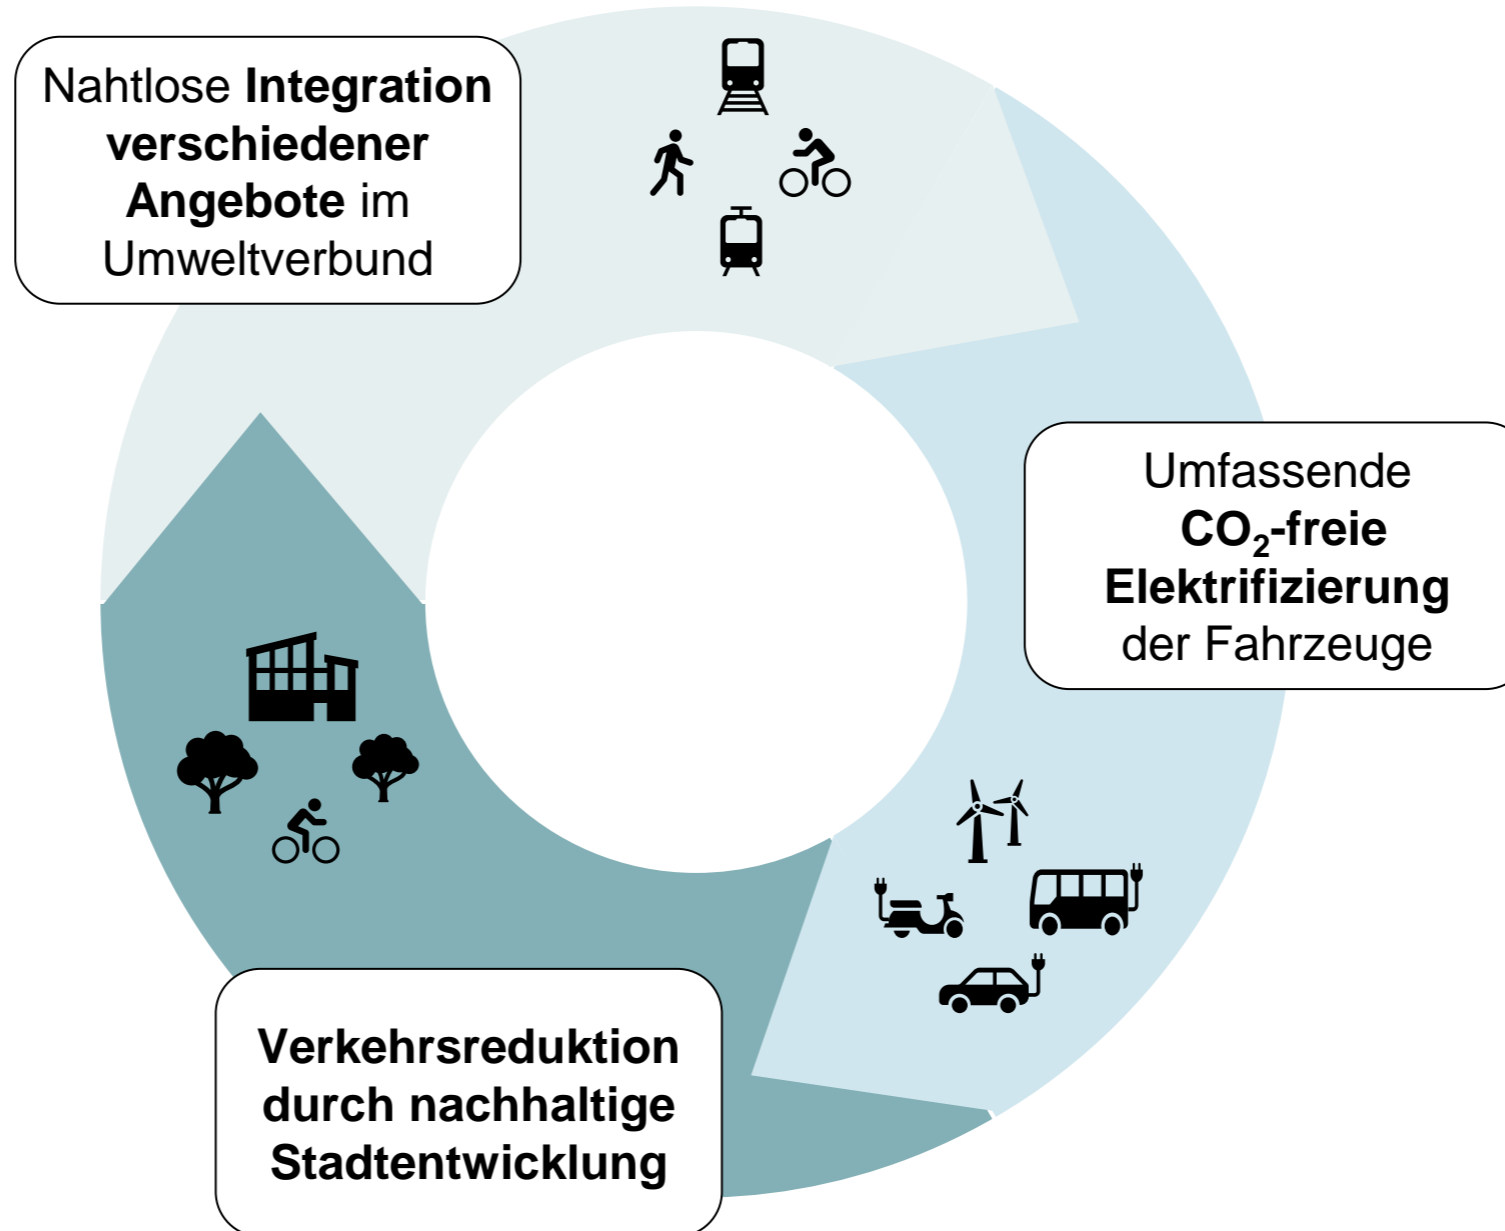 Nahtlose Integration
verschiedener
Angebote im
Umweltverbund
Umfassende
CO₂-freie
Elektrifizierung
der Fahrzeuge
Verkehrsreduktion
durch nachhaltige
Stadtentwicklung